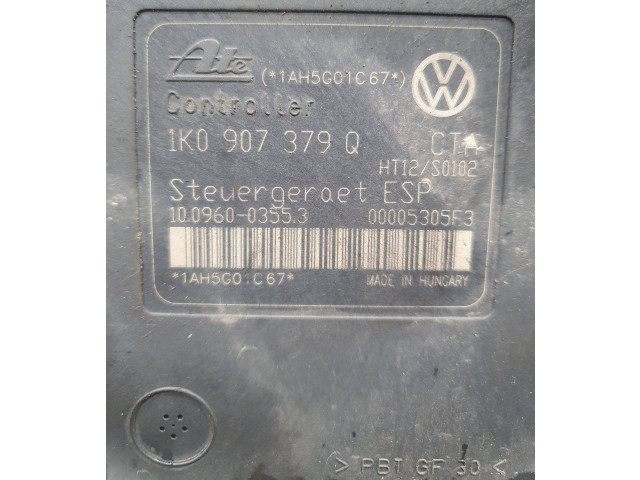 Ate (*1AH5G01C67*)
Controller
1K0 907 379 Q
HT12/S0102
Steuergeraet ESP
10.0960-0355.3 00005305F3
*1AH5G01C67* MADE IN HUNGARY
> PBT GF 30 <